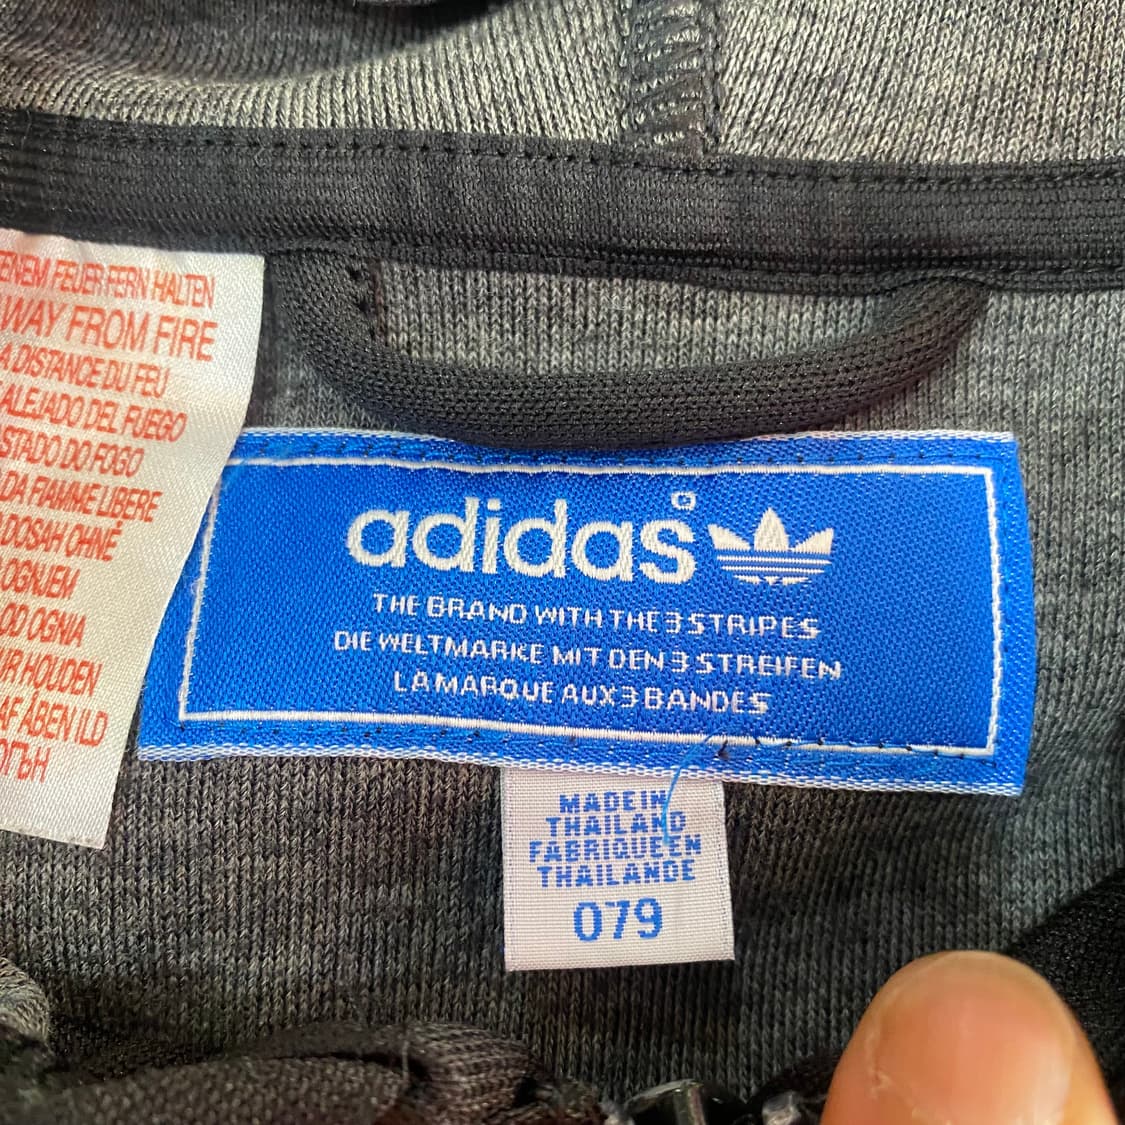 FEUER FERN HALTEN
AWAY FROM FIRE
A DISTANCE DU FEU
ALEJADO DEL FUEGO
DO FOGO
DA FIAMME LIBERE
DOSAH OHNĚ
OGNJEM
OD OGNIA
HOUDEN
AF ÅBEN ILD
adidas
THE BRAND WITH THE 3 STRIPES
DIE WELTMARKE MIT DEN 3 STREIFEN
LA MARQUE AUX 3 BANDES
MADE IN
THAILAND
FABRIQUE EN
THAILANDE
079